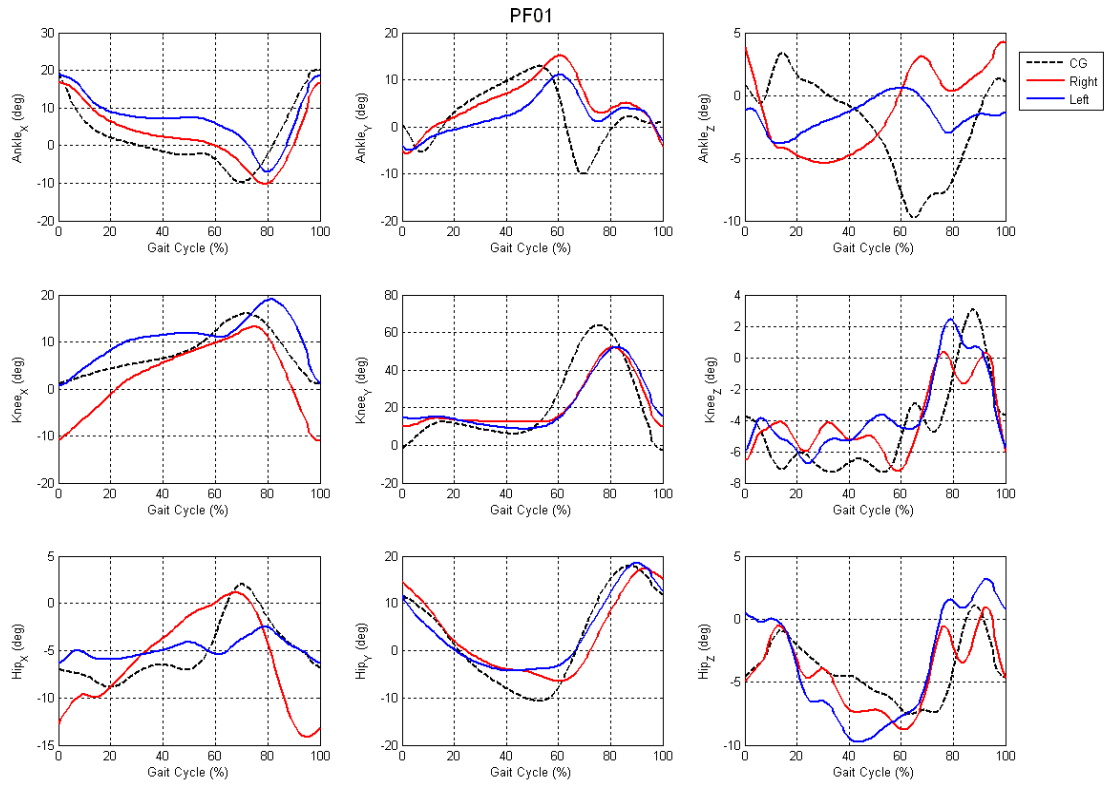 PF01
30
20
10
0
-10
-20
Ankle_X (deg)
0 20 40 60 80 100
Gait Cycle (%)
20
10
0
-10
-20
Ankle_Y (deg)
0 20 40 60 80 100
Gait Cycle (%)
5
0
-5
-10
Ankle_Z (deg)
0 20 40 60 80 100
Gait Cycle (%)
CG
Right
Left
20
10
0
-10
-20
Knee_X (deg)
0 20 40 60 80 100
Gait Cycle (%)
80
60
40
20
0
-20
Knee_Y (deg)
0 20 40 60 80 100
Gait Cycle (%)
4
2
0
-2
-4
-6
-8
Knee_Z (deg)
0 20 40 60 80 100
Gait Cycle (%)
5
0
-5
-10
-15
Hip_X (deg)
0 20 40 60 80 100
Gait Cycle (%)
20
10
0
-10
-20
Hip_Y (deg)
0 20 40 60 80 100
Gait Cycle (%)
5
0
-5
-10
Hip_Z (deg)
0 20 40 60 80 100
Gait Cycle (%)